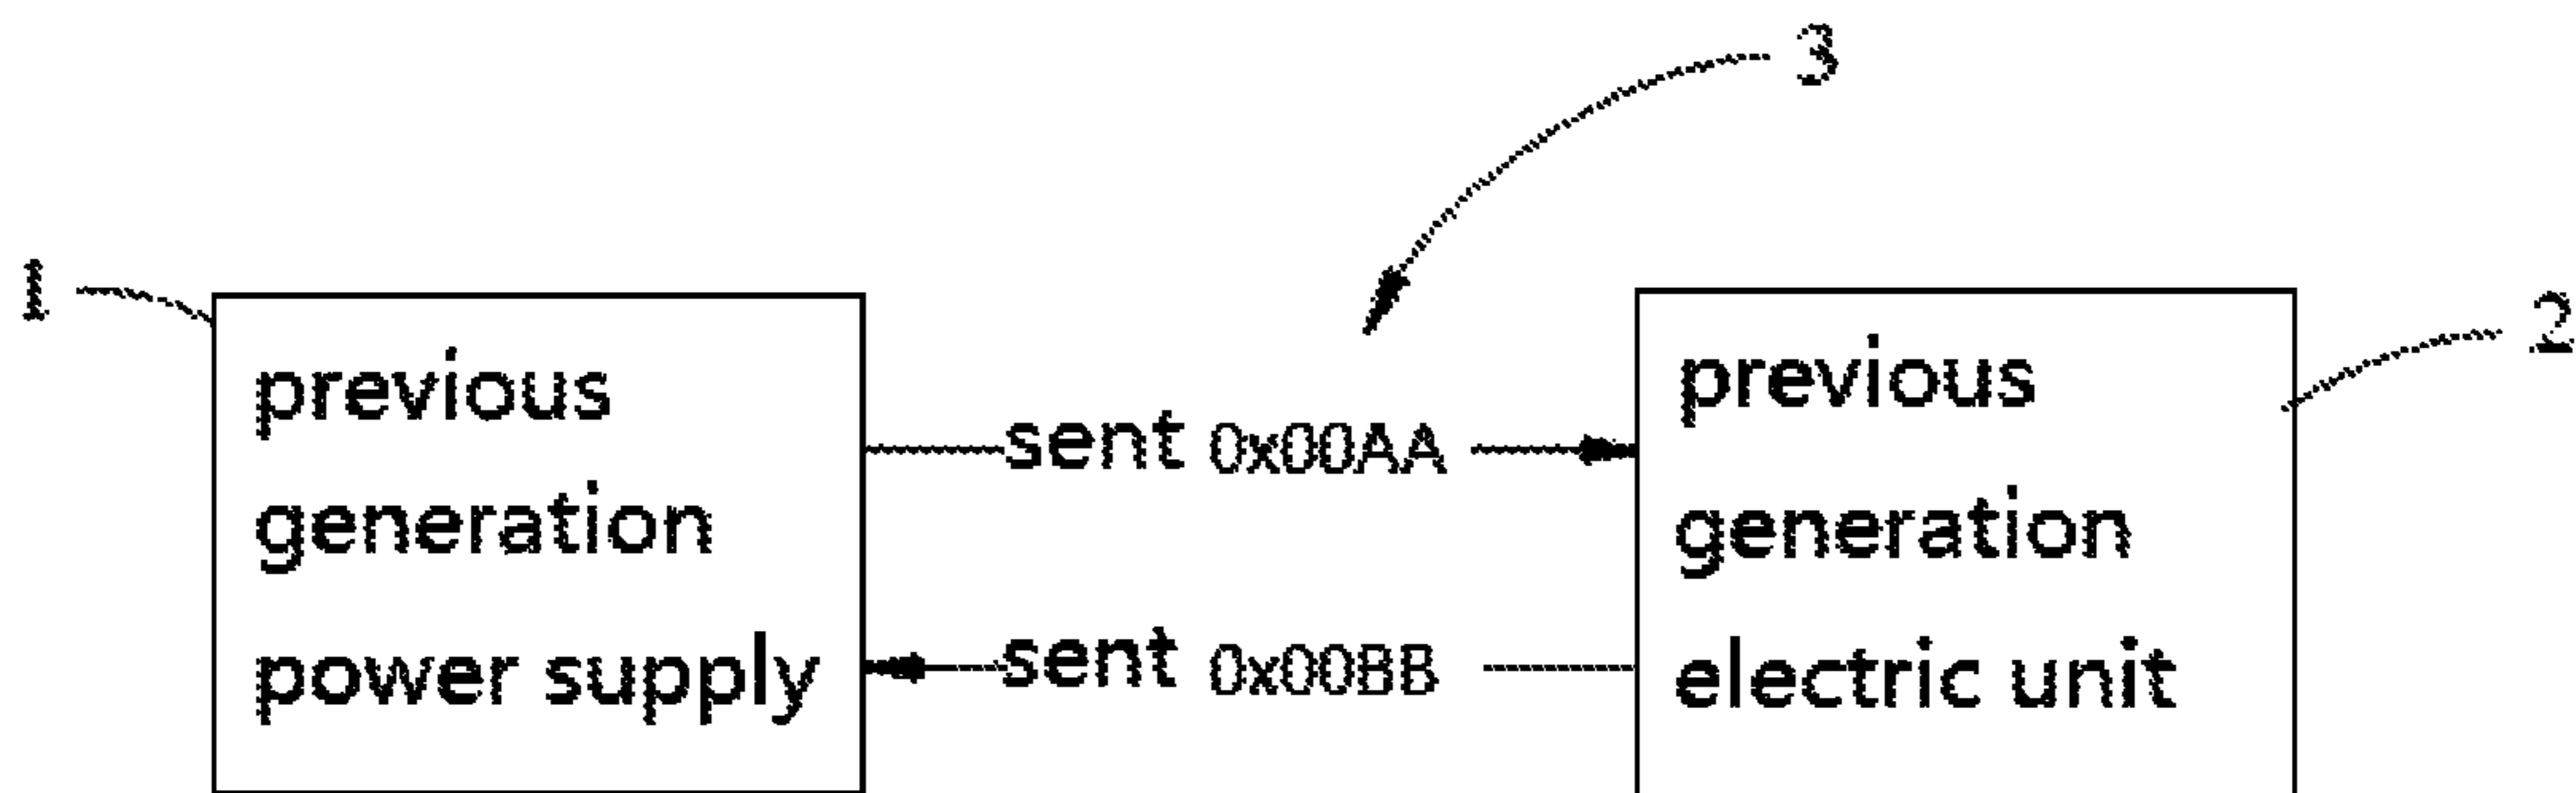 3
1
2
previous
generation
power supply
sent 0x00AA
sent 0x00BB
previous
generation
electric unit